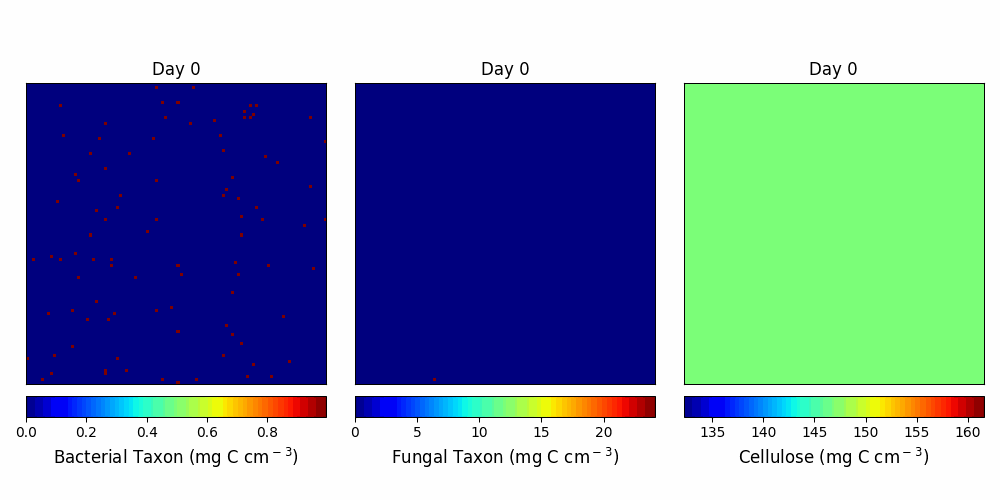 Day 0 Day 0 Day 0
0.0 0.2 0.4 0.6 0.8 0 5 10 15 20 135 140 145 150 155 160
Bacterial Taxon (mg C cm⁻³) Fungal Taxon (mg C cm⁻³) Cellulose (mg C cm⁻³)